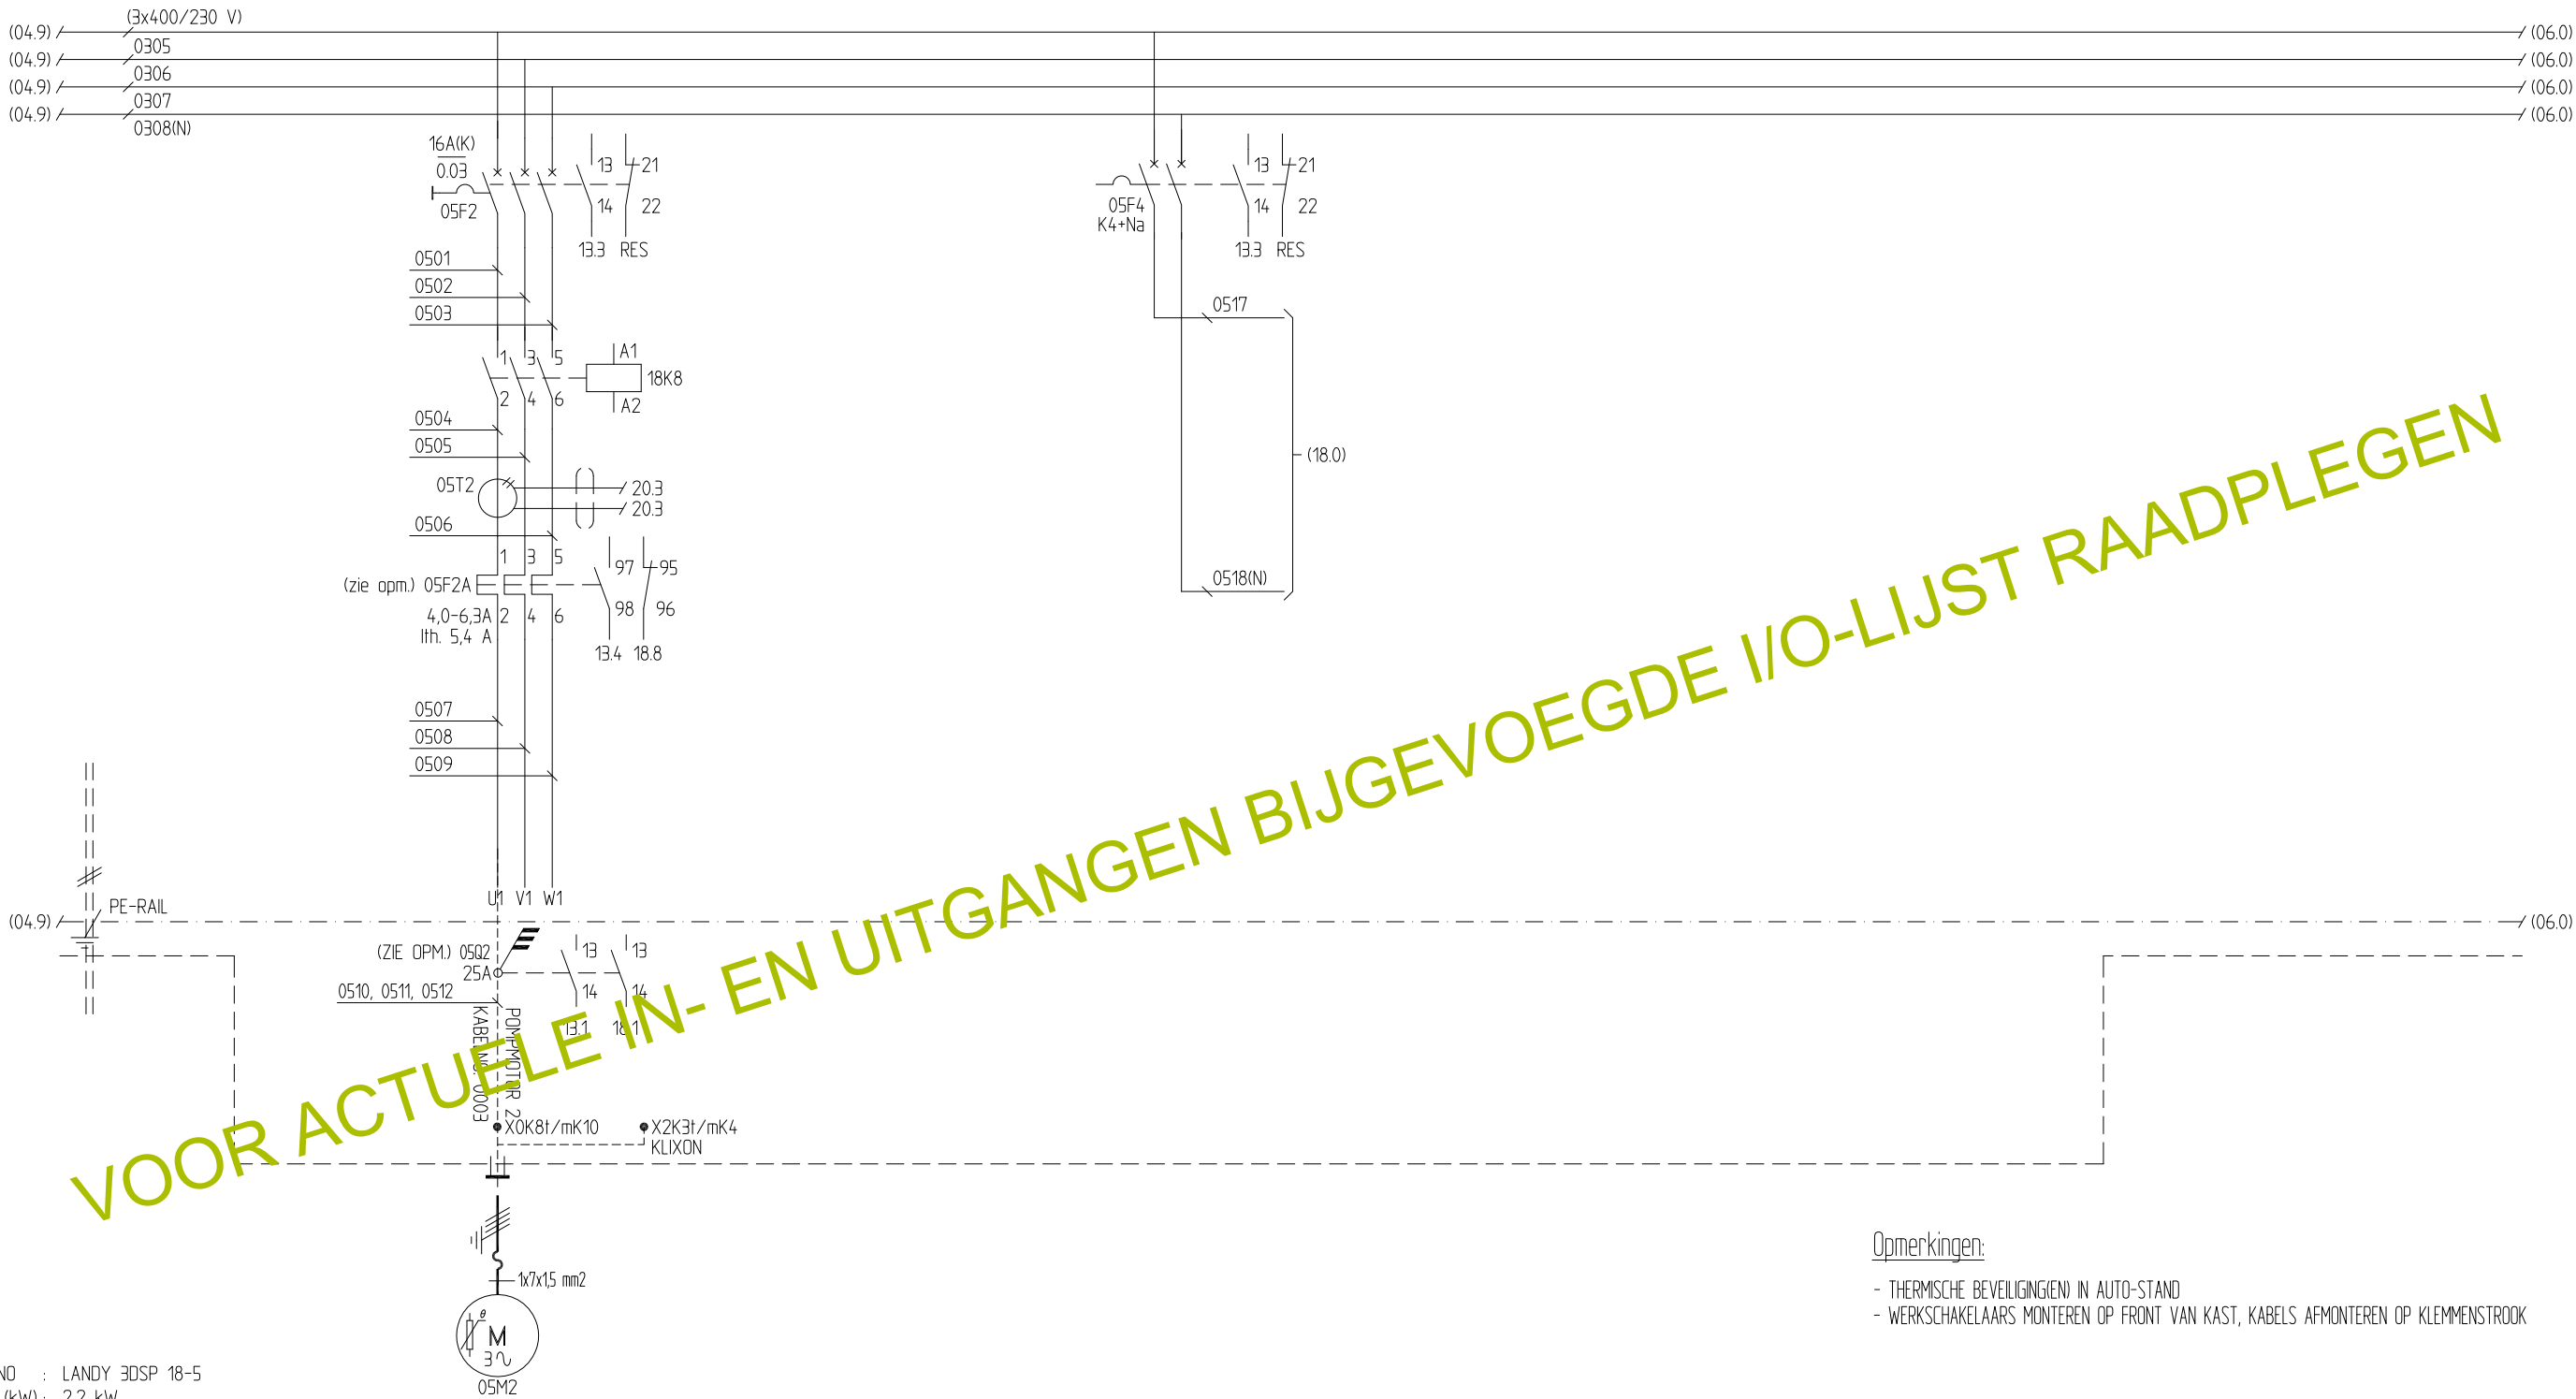 (3x400/230 V)
(04.9) (06.0)
0305
(04.9) (06.0)
0306
(04.9) (06.0)
0307
(04.9) (06.0)
0308(N)
16A(K)
0.03
05F2
13 21
14 22
13.3 RES
05F4
K4+Na
13 21
14 22
13.3 RES
0501
0502
0503
0517
1 3 5
A1
18K8
2 4 6
A2
0504
0505
(18.0)
05T2
20.3
20.3
0506
1 3 5
97 95
(zie opm.) 05F2A
0518(N)
4,0-6,3A 2 4 6
98 96
Ith. 5,4 A
13.4 18.8
0507
0508
0509
U1 V1 W1
PE-RAIL
(04.9) (06.0)
(ZIE OPM.) 05Q2
25A
13 13
14 14
0510, 0511, 0512
13.1 18.1
KABEL NO. 0003
POMPMOTOR 2
X0K8t/mK10
X2K3t/mK4
KLIXON
VOOR ACTUELE IN- EN UITGANGEN BIJGEVOEGDE I/O-LIJST RAADPLEGEN
1x7x1,5 mm2
θ
M
3
05M2
Opmerkingen:
- THERMISCHE BEVEILIGING(EN) IN AUTO-STAND
- WERKSCHAKELAARS MONTEREN OP FRONT VAN KAST, KABELS AFMONTEREN OP KLEMMENSTROOK
NO : LANDY 3DSP 18-5
(kW) : 2.2 kW